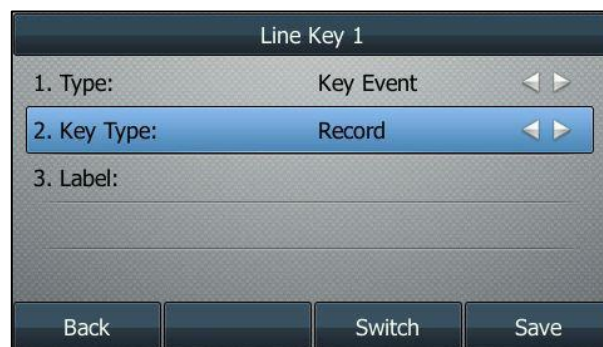 Line Key 1
1. Type: Key Event
2. Key Type: Record
3. Label:
Back Switch Save